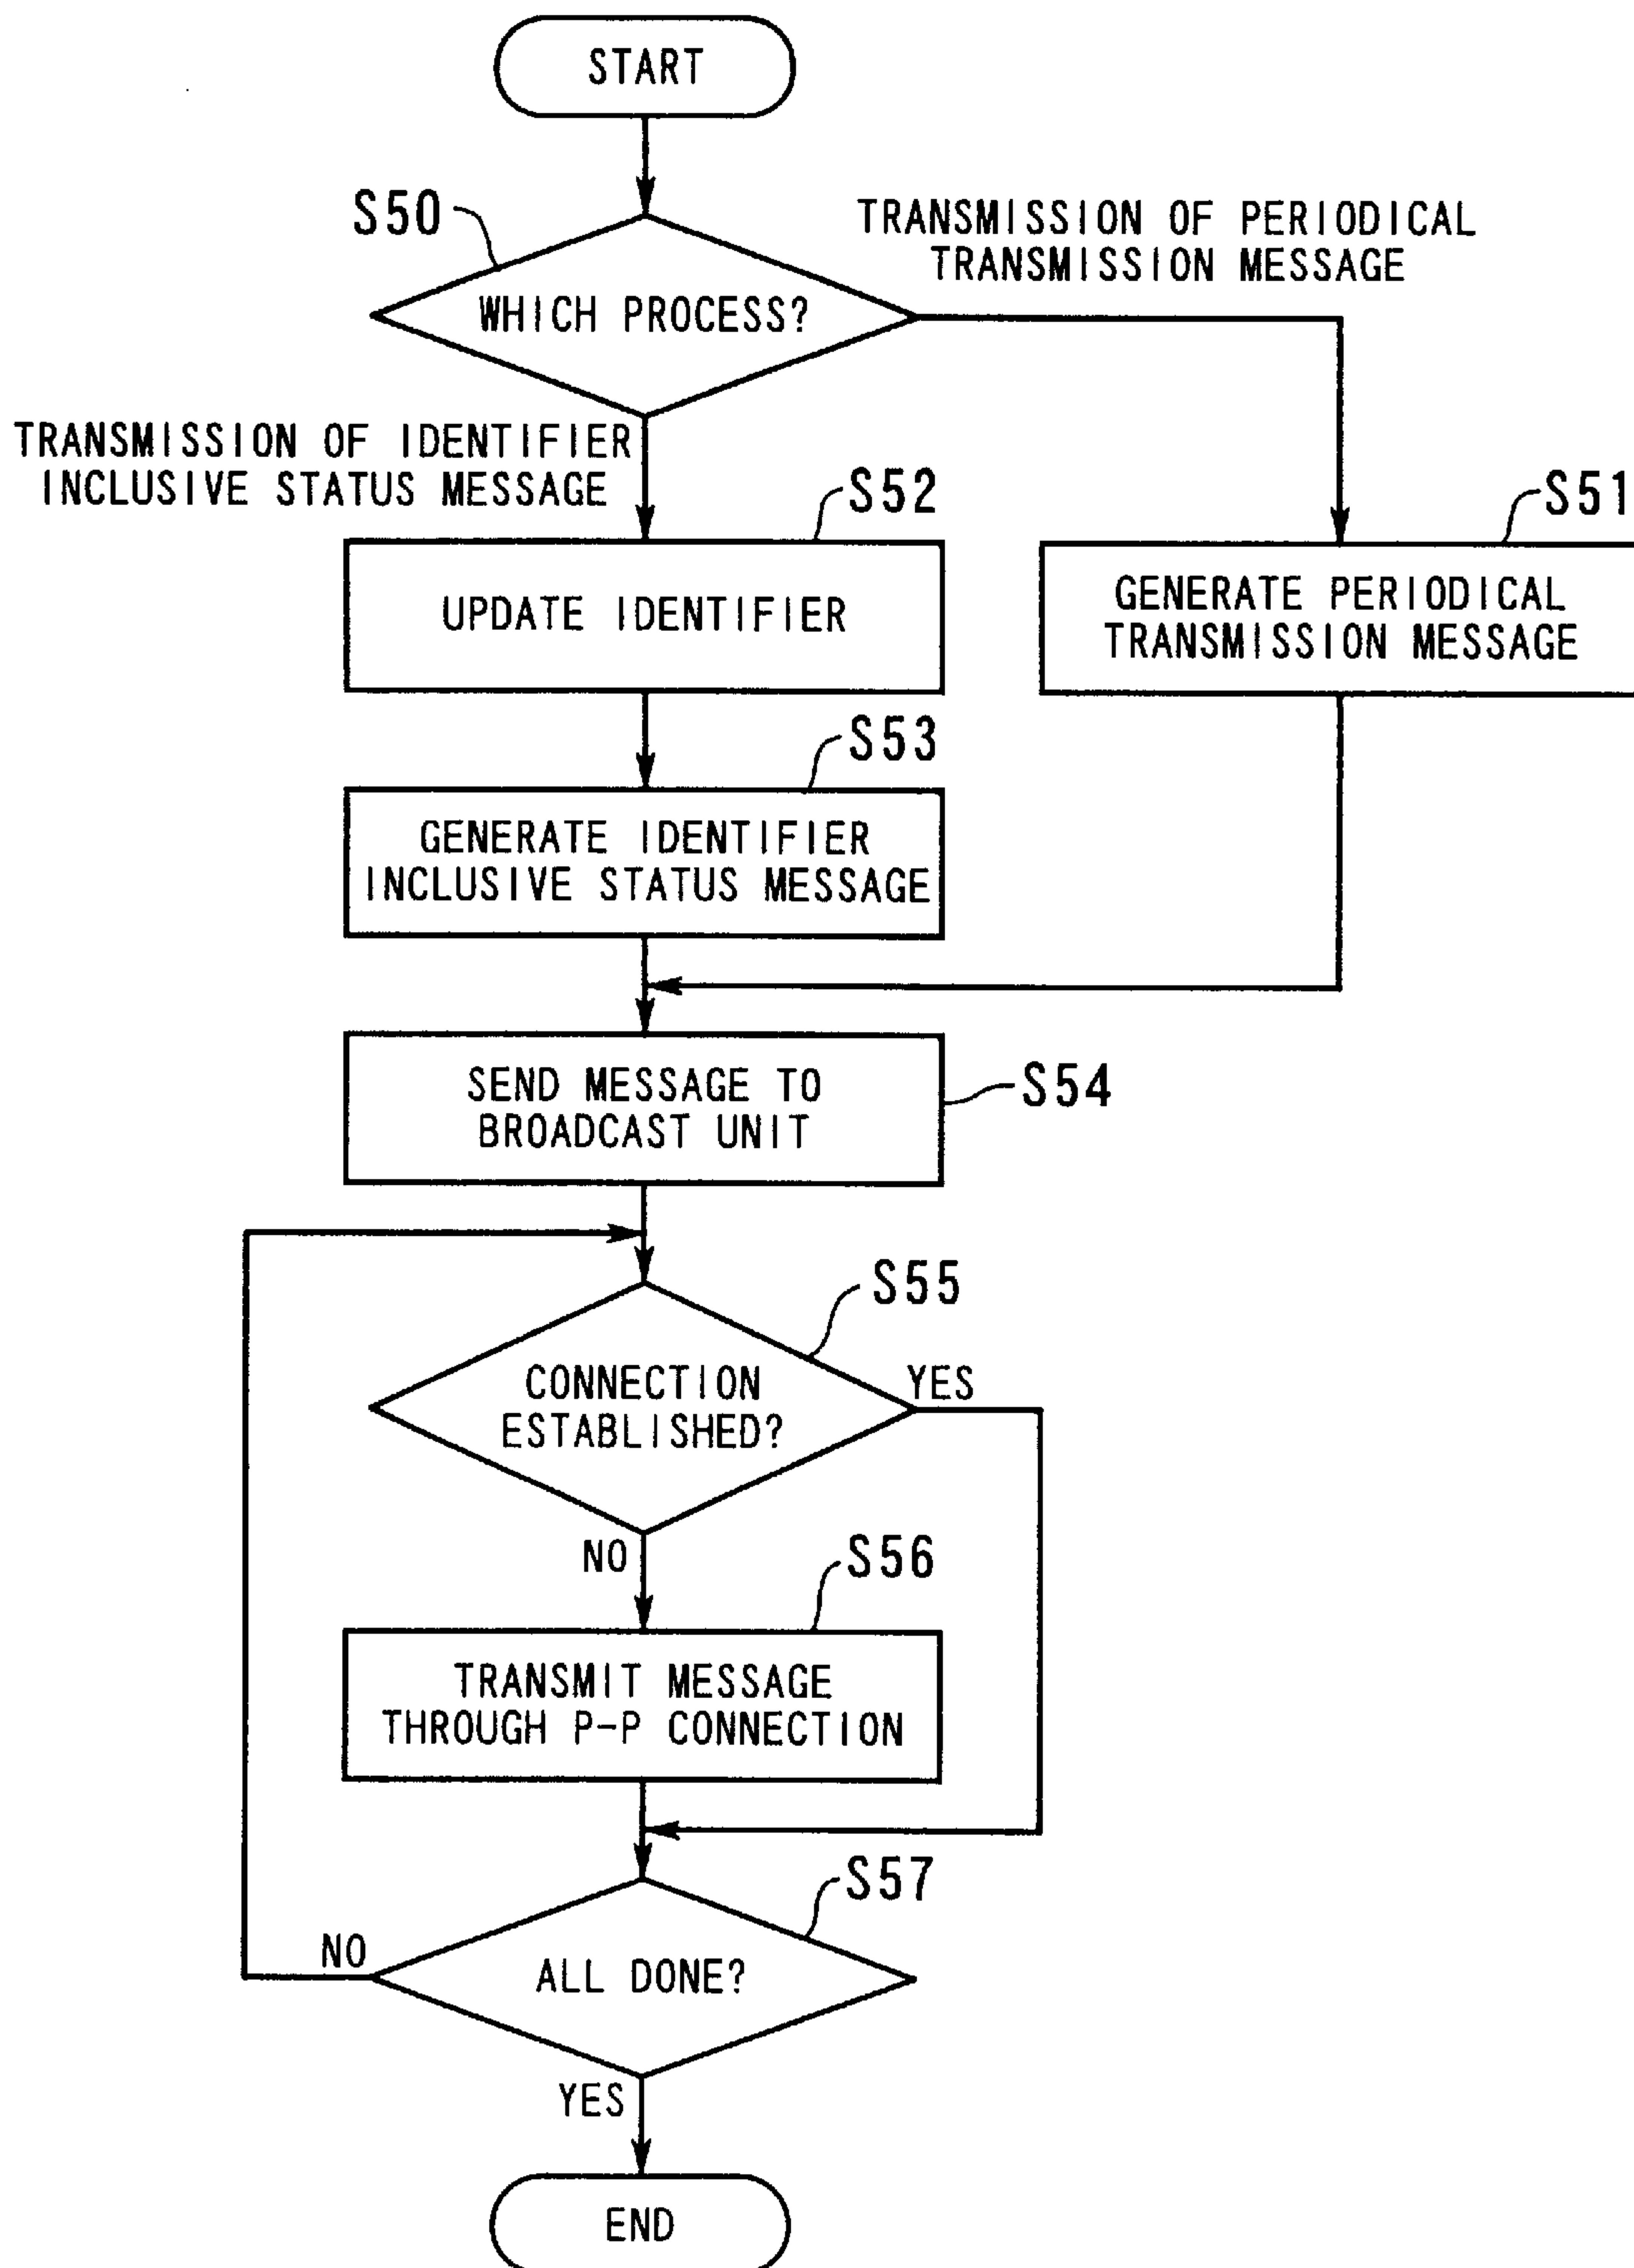 START
S50
TRANSMISSION OF PERIODICAL
TRANSMISSION MESSAGE
WHICH PROCESS?
TRANSMISSION OF IDENTIFIER
INCLUSIVE STATUS MESSAGE
S52
S51
UPDATE IDENTIFIER
GENERATE PERIODICAL
TRANSMISSION MESSAGE
S53
GENERATE IDENTIFIER
INCLUSIVE STATUS MESSAGE
SEND MESSAGE TO
BROADCAST UNIT
S54
S55
CONNECTION
ESTABLISHED?
YES
NO
S56
TRANSMIT MESSAGE
THROUGH P-P CONNECTION
S57
NO
ALL DONE?
YES
END